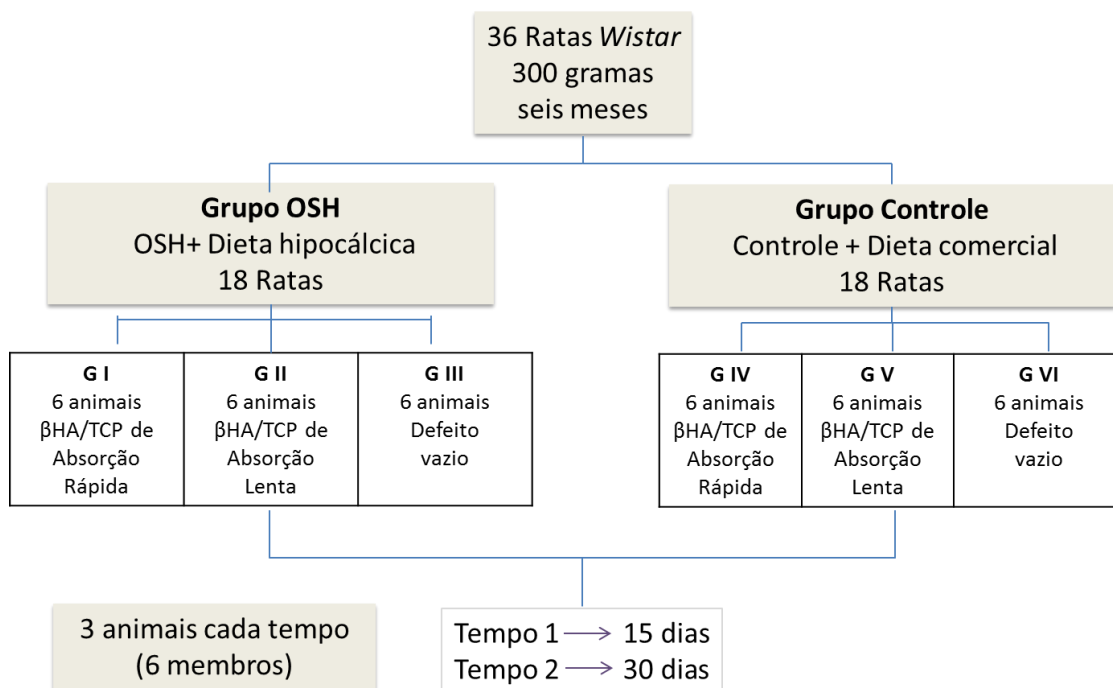 36 Ratas Wistar
300 gramas
seis meses
Grupo OSH
OSH+ Dieta hipocálcica
18 Ratas
Grupo Controle
Controle + Dieta comercial
18 Ratas
G I
6 animais
βHA/TCP de
Absorção
Rápida
G II
6 animais
βHA/TCP de
Absorção
Lenta
G III
6 animais
Defeito
vazio
G IV
6 animais
βHA/TCP de
Absorção
Rápida
G V
6 animais
βHA/TCP de
Absorção
Lenta
G VI
6 animais
Defeito
vazio
3 animais cada tempo
(6 membros)
Tempo 1 → 15 dias
Tempo 2 → 30 dias